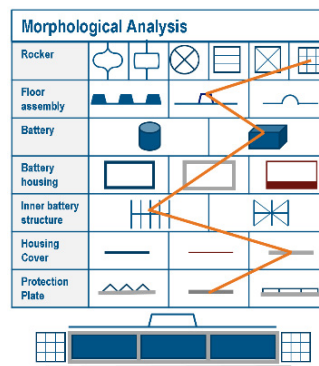 Morphological Analysis
Rocker
Floor
assembly
Battery
Battery
housing
Inner battery
structure
Housing
Cover
Protection
Plate